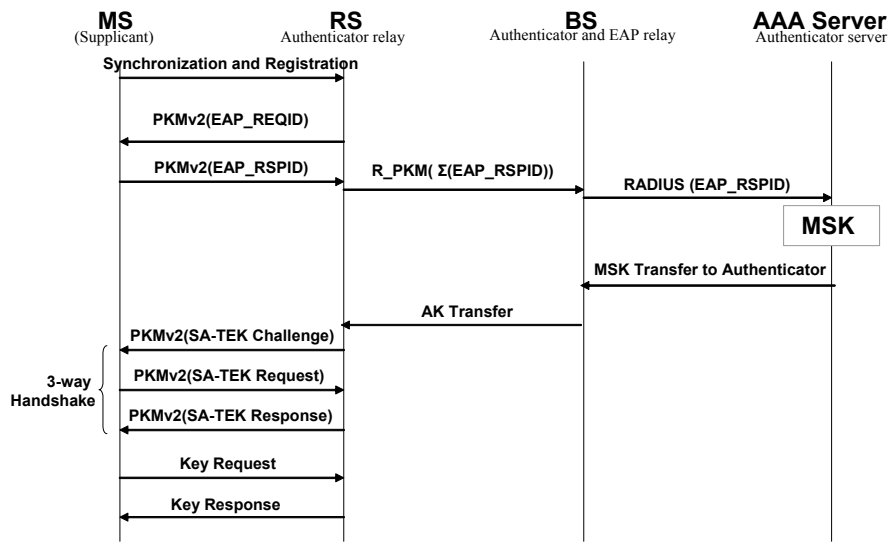 MS
(Supplicant)
RS
Authenticator relay
BS
Authenticator and EAP relay
AAA Server
Authenticator server
Synchronization and Registration
PKMv2(EAP_REQID)
PKMv2(EAP_RSPID)
R_PKM( Σ(EAP_RSPID))
RADIUS (EAP_RSPID)
MSK
MSK Transfer to Authenticator
AK Transfer
PKMv2(SA-TEK Challenge)
3-way
Handshake
PKMv2(SA-TEK Request)
PKMv2(SA-TEK Response)
Key Request
Key Response